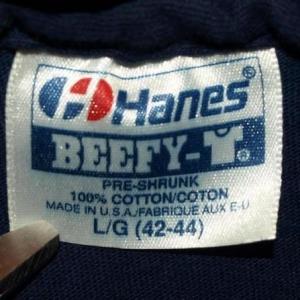 Hanes
BEEFY-T®
PRE-SHRUNK
100% COTTON/COTON
MADE IN U.S.A./FABRIQUE AUX E-U
L/G (42-44)